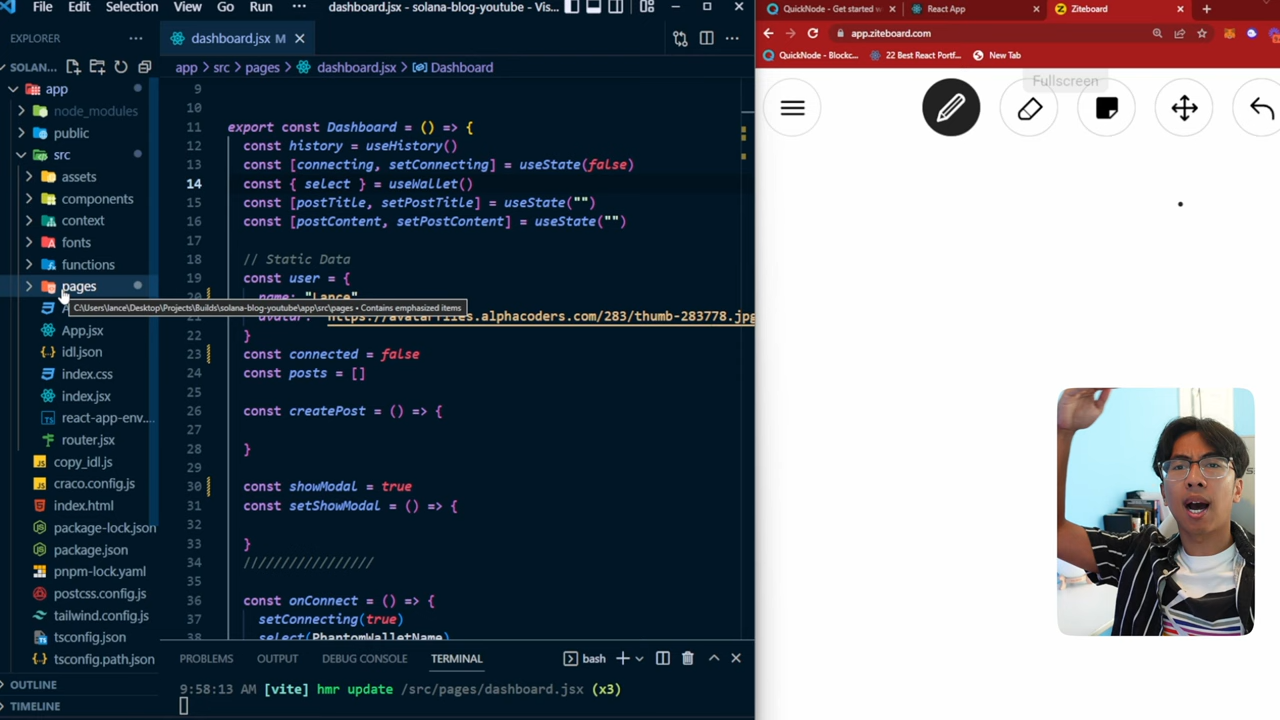 File Edit Selection View Go Run ··· dashboard.jsx - solana-blog-youtube - Vis...
EXPLORER ···
SOLAN...
app
node_modules
public
src
assets
components
context
fonts
functions
pages
App.jsx
idl.json
index.css
index.jsx
react-app-env....
router.jsx
copy_idl.js
craco.config.js
index.html
package-lock.json
package.json
pnpm-lock.yaml
postcss.config.js
tailwind.config.js
tsconfig.json
tsconfig.path.json
OUTLINE
TIMELINE
C:\Users\lance\Desktop\Projects\Builds\solana-blog-youtube\app\src\pages • Contains emphasized items
dashboard.jsx M
app > src > pages > dashboard.jsx > Dashboard
9
10
11 export const Dashboard = () => {
12 const history = useHistory()
13 const [connecting, setConnecting] = useState(false)
14 const { select } = useWallet()
15 const [postTitle, setPostTitle] = useState("")
16 const [postContent, setPostContent] = useState("")
17
18 // Static Data
19 const user = {
name: "Lance"
avatar: "https://avatarfiles.alphacoders.com/283/thumb-283778.jpg
22 }
23 const connected = false
24 const posts = []
25
26 const createPost = () => {
27
28 }
29
30 const showModal = true
31 const setShowModal = () => {
32
33 }
34 /////////////////
35
36 const onConnect = () => {
37 setConnecting(true)
38 select(PhantomWalletName)
PROBLEMS OUTPUT DEBUG CONSOLE TERMINAL bash
9:58:13 AM [vite] hmr update /src/pages/dashboard.jsx (x3)
QuickNode - Get started w React App Ziteboard
app.ziteboard.com
QuickNode - Blockc... 22 Best React Portf... New Tab
Fullscreen